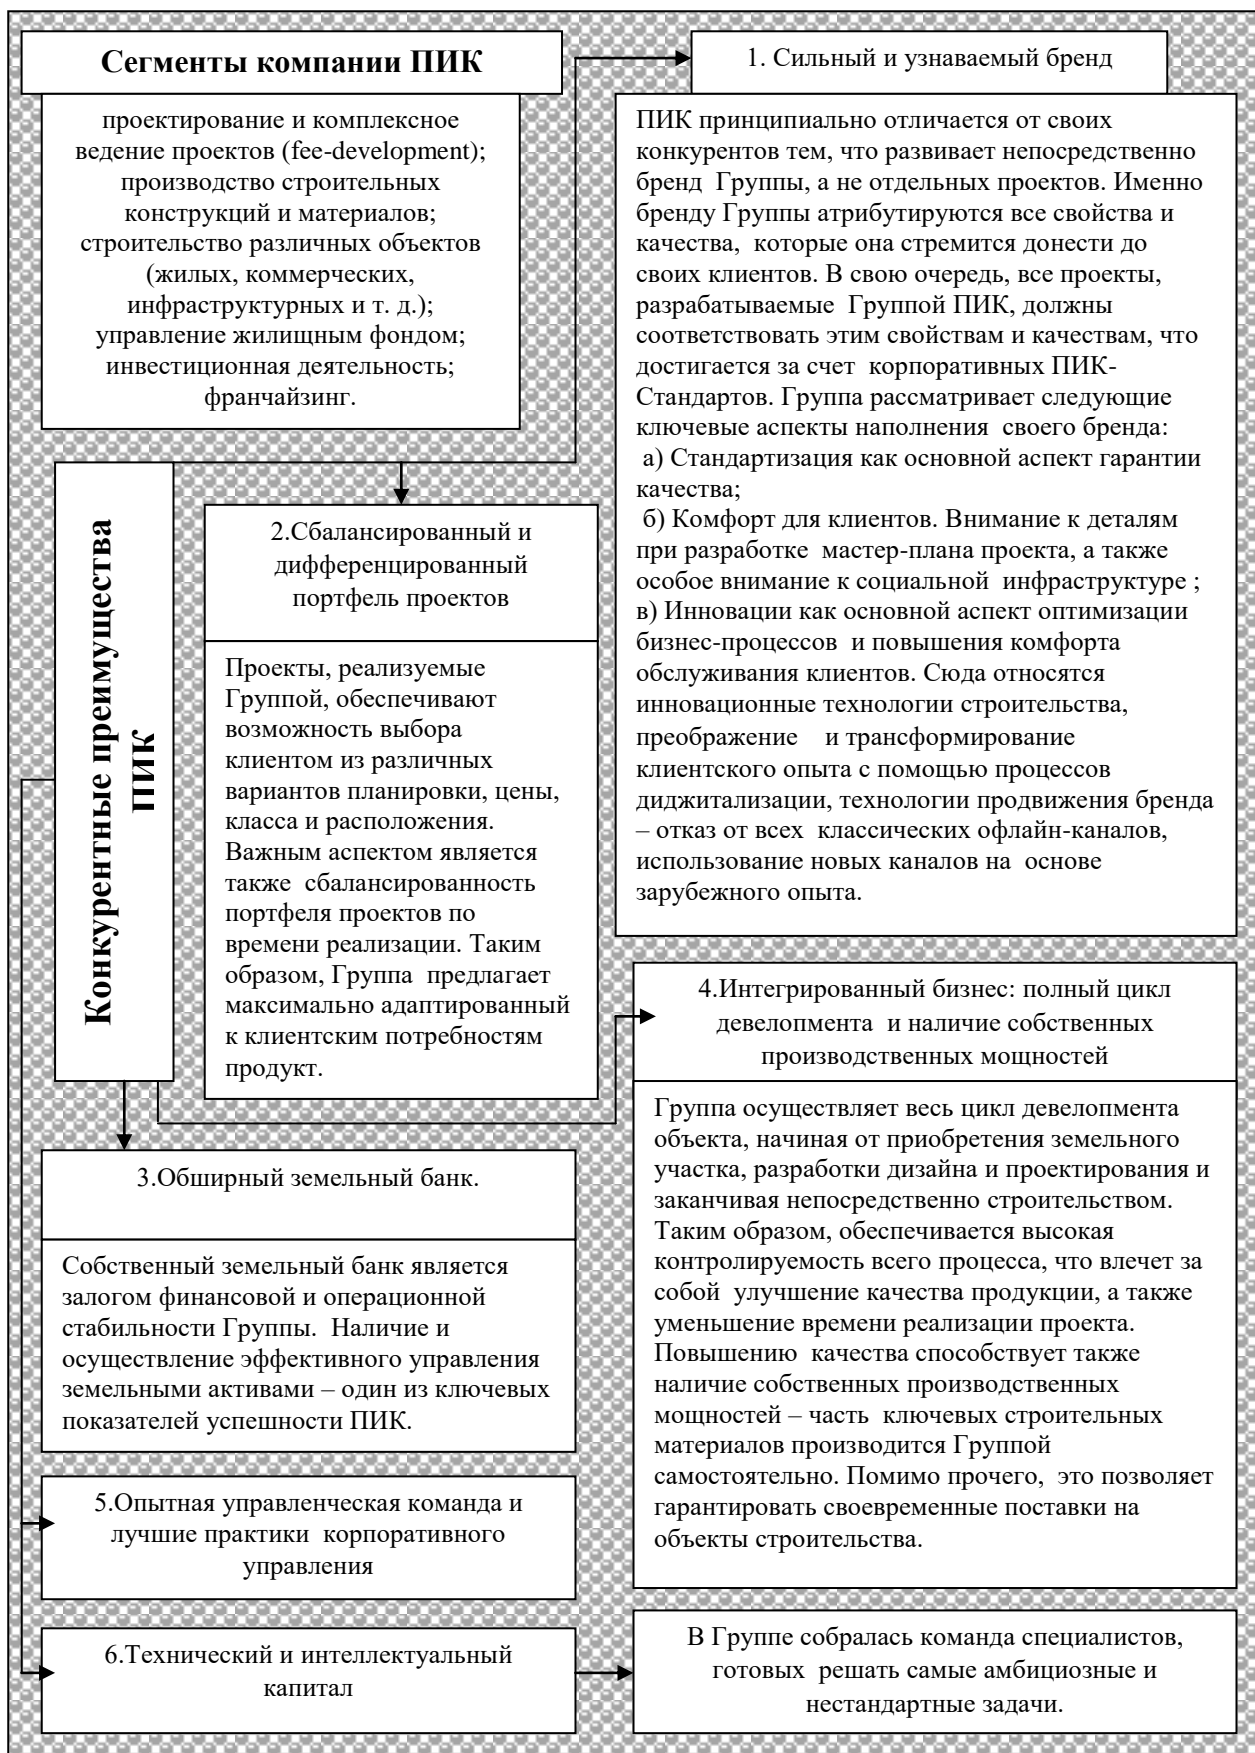 Сегменты компании ПИК
проектирование и комплексное
ведение проектов (fee-development);
производство строительных
конструкций и материалов;
строительство различных объектов
(жилых, коммерческих,
инфраструктурных и т. д.);
управление жилищным фондом;
инвестиционная деятельность;
франчайзинг.
Конкурентные преимущества
ПИК
1. Сильный и узнаваемый бренд
ПИК принципиально отличается от своих
конкурентов тем, что развивает непосредственно
бренд Группы, а не отдельных проектов. Именно
бренду Группы атрибутируются все свойства и
качества, которые она стремится донести до
своих клиентов. В свою очередь, все проекты,
разрабатываемые Группой ПИК, должны
соответствовать этим свойствам и качествам, что
достигается за счет корпоративных ПИК-
Стандартов. Группа рассматривает следующие
ключевые аспекты наполнения своего бренда:
а) Стандартизация как основной аспект гарантии
качества;
б) Комфорт для клиентов. Внимание к деталям
при разработке мастер-плана проекта, а также
особое внимание к социальной инфраструктуре ;
в) Инновации как основной аспект оптимизации
бизнес-процессов и повышения комфорта
обслуживания клиентов. Сюда относятся
инновационные технологии строительства,
преображение и трансформирование
клиентского опыта с помощью процессов
диджитализации, технологии продвижения бренда
– отказ от всех классических офлайн-каналов,
использование новых каналов на основе
зарубежного опыта.
2.Сбалансированный и
дифференцированный
портфель проектов
Проекты, реализуемые
Группой, обеспечивают
возможность выбора
клиентом из различных
вариантов планировки, цены,
класса и расположения.
Важным аспектом является
также сбалансированность
портфеля проектов по
времени реализации. Таким
образом, Группа предлагает
максимально адаптированный
к клиентским потребностям
продукт.
3.Обширный земельный банк.
Собственный земельный банк является
залогом финансовой и операционной
стабильности Группы. Наличие и
осуществление эффективного управления
земельными активами – один из ключевых
показателей успешности ПИК.
4.Интегрированный бизнес: полный цикл
девелопмента и наличие собственных
производственных мощностей
Группа осуществляет весь цикл девелопмента
объекта, начиная от приобретения земельного
участка, разработки дизайна и проектирования и
заканчивая непосредственно строительством.
Таким образом, обеспечивается высокая
контролируемость всего процесса, что влечет за
собой улучшение качества продукции, а также
уменьшение времени реализации проекта.
Повышению качества способствует также
наличие собственных производственных
мощностей – часть ключевых строительных
материалов производится Группой
самостоятельно. Помимо прочего, это позволяет
гарантировать своевременные поставки на
объекты строительства.
5.Опытная управленческая команда и
лучшие практики корпоративного
управления
6.Технический и интеллектуальный
капитал
В Группе собралась команда специалистов,
готовых решать самые амбициозные и
нестандартные задачи.